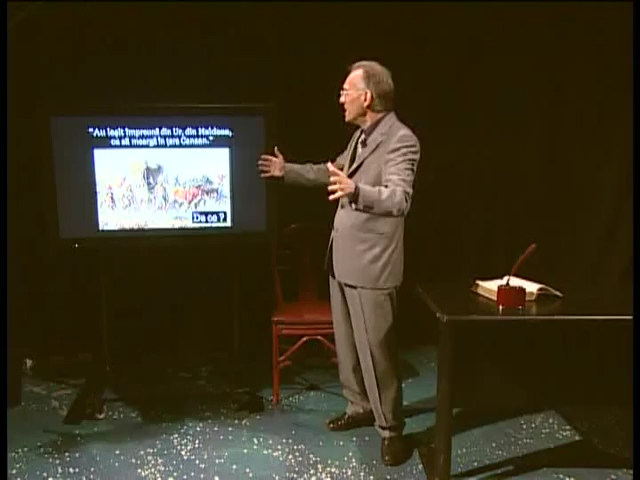 "Au ieşit împreună din Ur, din Haldeea,
ca să meargă în ţara Canaan."
De ce ?